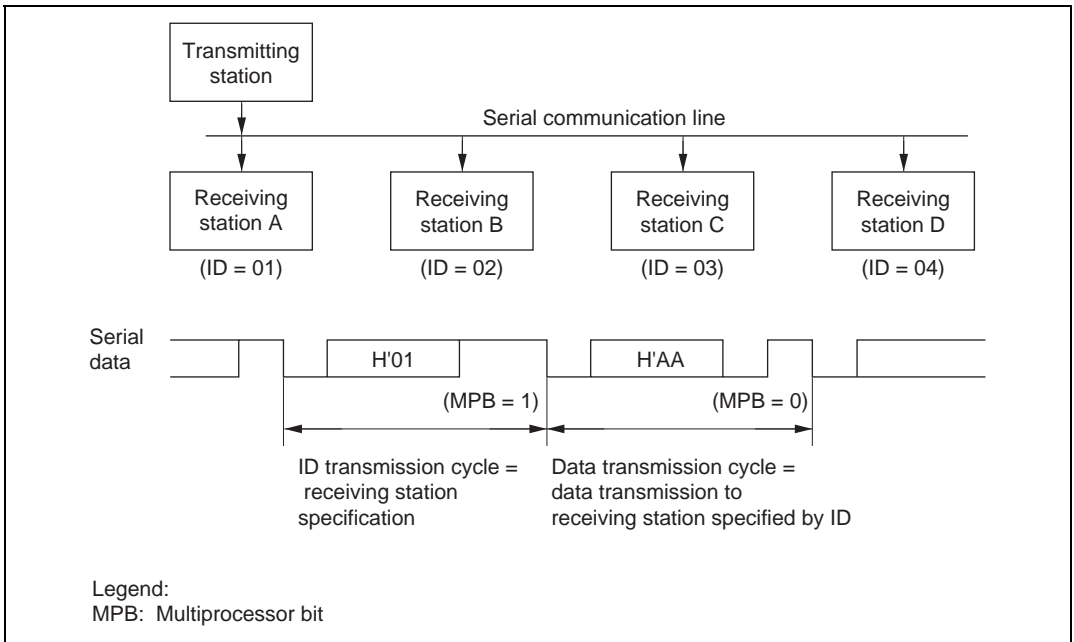 Transmitting
station
Serial communication line
Receiving
station A
Receiving
station B
Receiving
station C
Receiving
station D
(ID = 01)
(ID = 02)
(ID = 03)
(ID = 04)
Serial
data
H'01
H'AA
(MPB = 1)
(MPB = 0)
ID transmission cycle =
receiving station
specification
Data transmission cycle =
data transmission to
receiving station specified by ID
Legend:
MPB: Multiprocessor bit